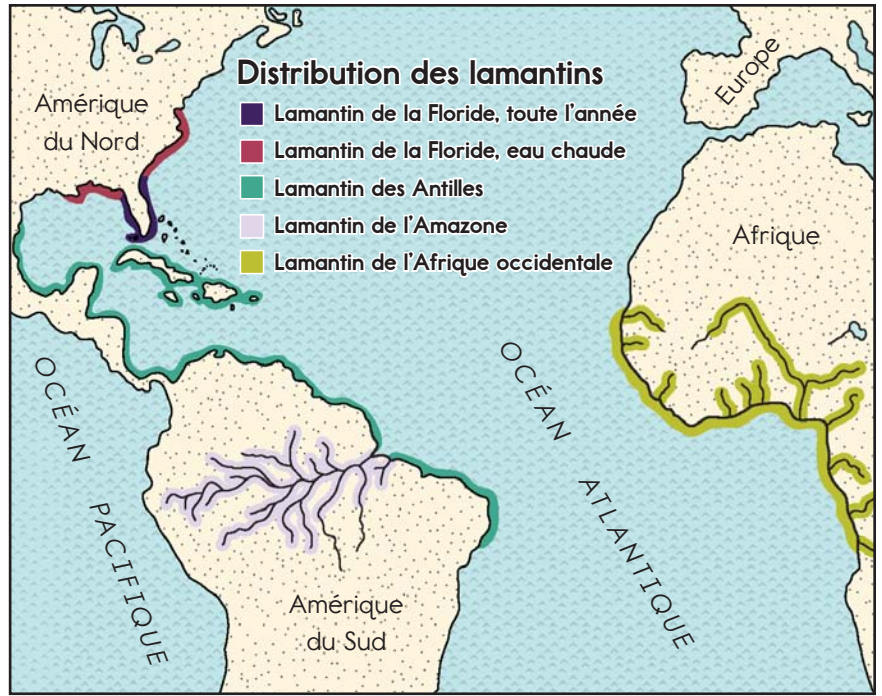 Distribution des lamantins
Lamantin de la Floride, toute l'année
Lamantin de la Floride, eau chaude
Lamantin des Antilles
Lamantin de l'Amazone
Lamantin de l'Afrique occidentale
Amérique
du Nord
Europe
Afrique
OCÉAN PACIFIQUE
OCÉAN ATLANTIQUE
Amérique
du Sud